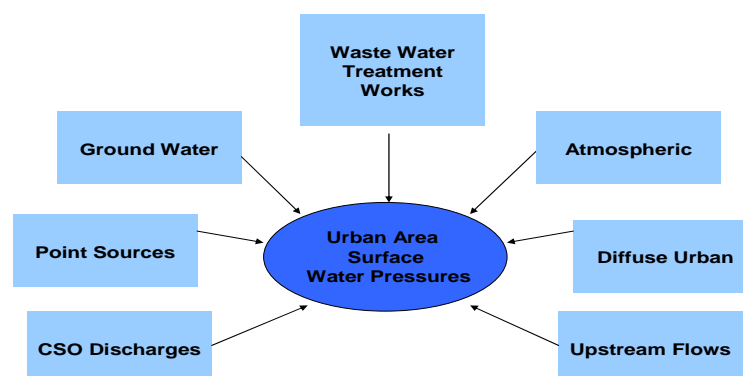 Waste Water
Treatment
Works
Ground Water
Atmospheric
Point Sources
Urban Area
Surface
Water Pressures
Diffuse Urban
CSO Discharges
Upstream Flows